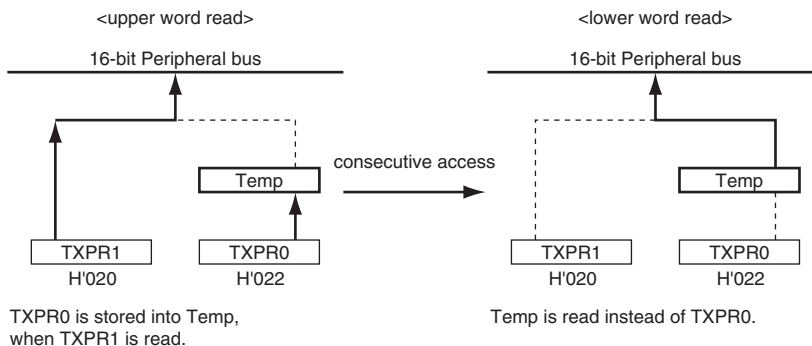 <upper word read>
16-bit Peripheral bus
Temp
TXPR1
TXPR0
H'020
H'022
TXPR0 is stored into Temp,
when TXPR1 is read.
consecutive access
<lower word read>
16-bit Peripheral bus
Temp
TXPR1
TXPR0
H'020
H'022
Temp is read instead of TXPR0.